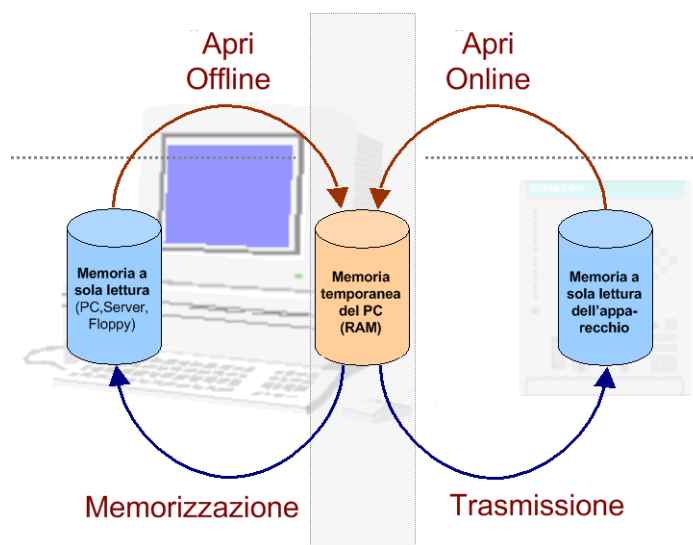 Apri
Offline
Apri
Online
Memoria a
sola lettura
(PC,Server,
Floppy)
Memoria
temporanea
del PC
(RAM)
Memoria a
sola lettura
dell'appa-
recchio
Memorizzazione
Trasmissione